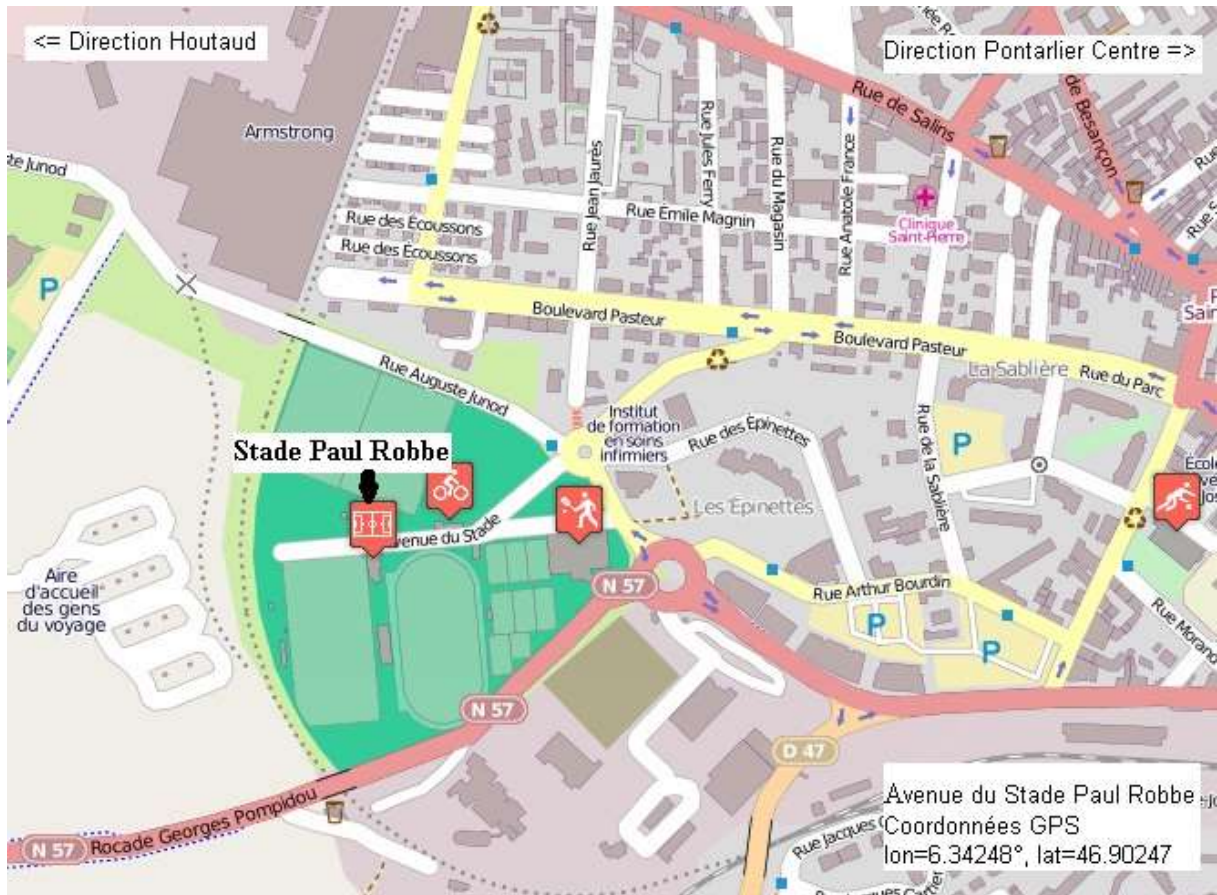 <= Direction Houtaud
Direction Pontarlier Centre =>
Rue de Salins
de Besançon
Armstrong
Rue Jean Jaurès
Rue Jules Ferry
Rue du Magasin
Rue Anatole France
Junod
Rue Émile Magnin
Clinique
Saint-Pierre
Rue des Écoussons
Rue des Écoussons
P
Boulevard Pasteur
Boulevard Pasteur
La Sablière
Rue du Parc
Rue Auguste Junod
Institut
de formation
en soins
infirmiers
Rue des Épinettes
Rue de la Sablière
P
Stade Paul Robbe
Les Épinettes
venue du Stade
Aire
d'accueil
des gens
du voyage
N 57
Rue Arthur Bourdin
P
P
N 57
D 47
Rocade Georges Pompidou
N 57
Rue Jacques
Avenue du Stade Paul Robbe
Coordonnées GPS
lon=6.34248°, lat=46.90247